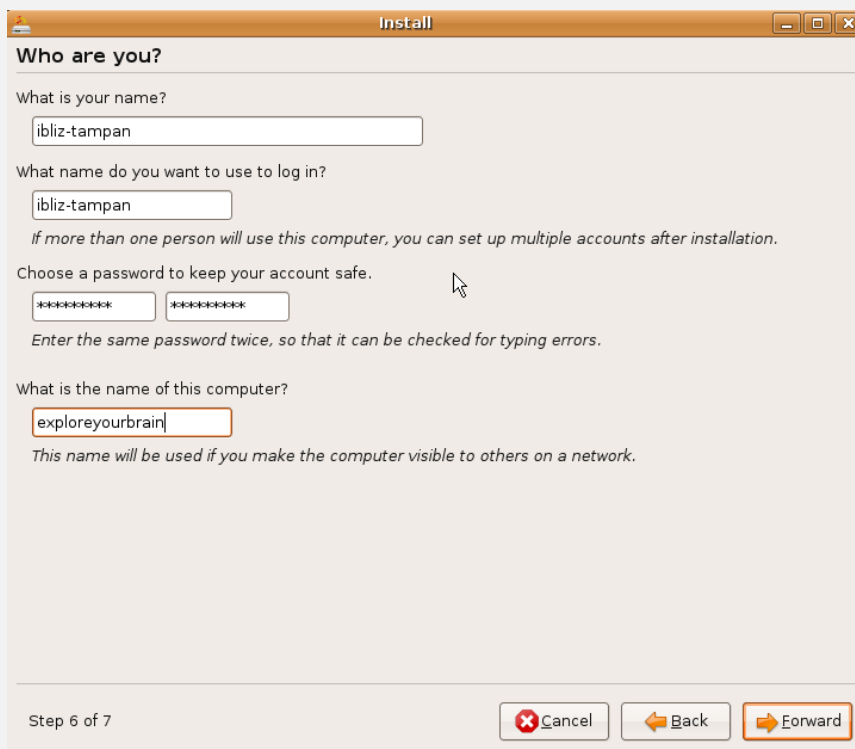 Install
Who are you?
What is your name?
ibliz-tampan
What name do you want to use to log in?
ibliz-tampan
If more than one person will use this computer, you can set up multiple accounts after installation.
Choose a password to keep your account safe.
********* *********
Enter the same password twice, so that it can be checked for typing errors.
What is the name of this computer?
exploreyourbrain
This name will be used if you make the computer visible to others on a network.
Step 6 of 7 Cancel Back Forward